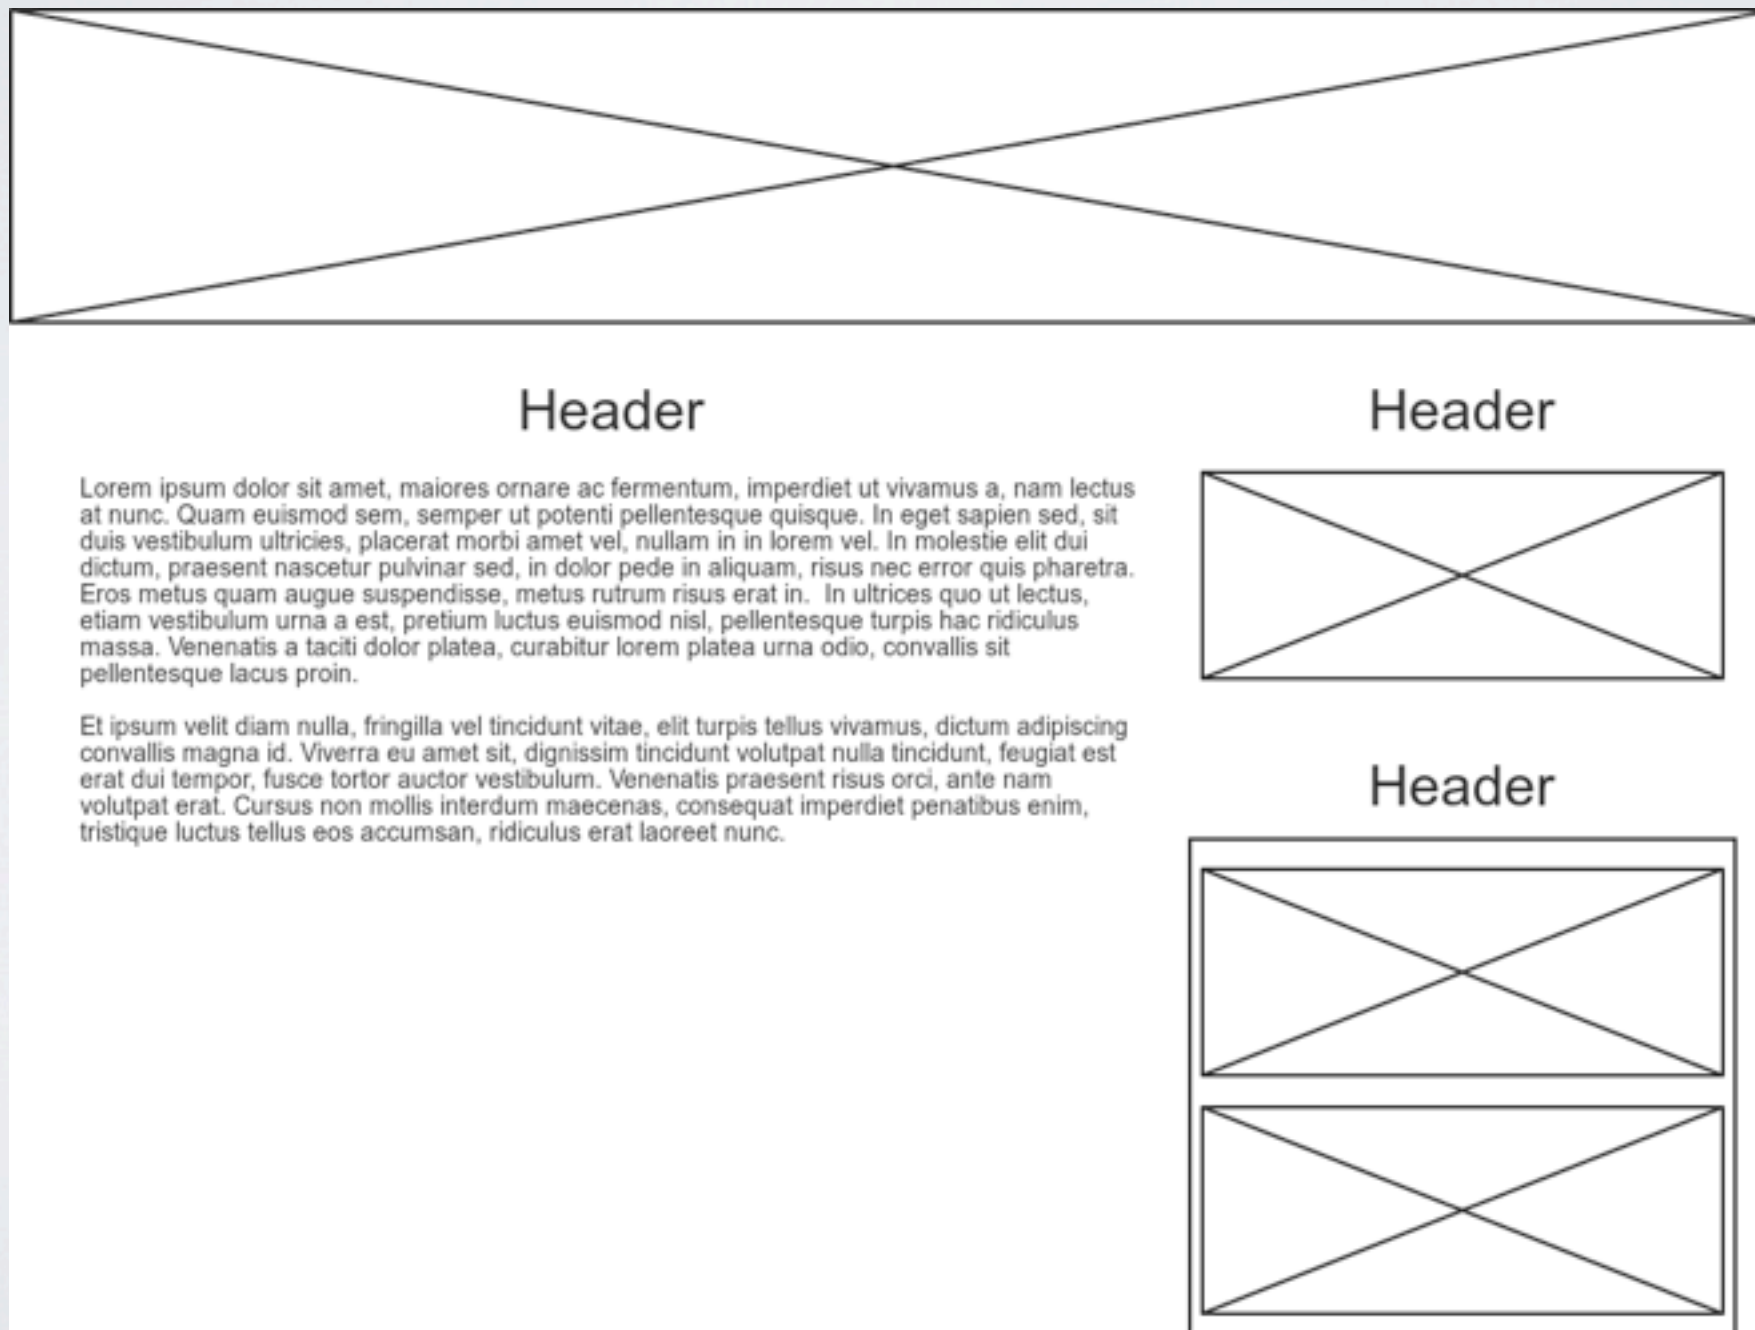 Header
Lorem ipsum dolor sit amet, maiores ornare ac fermentum, imperdiet ut vivamus a, nam lectus
at nunc. Quam euismod sem, semper ut potenti pellentesque quisque. In eget sapien sed, sit
duis vestibulum ultricies, placerat morbi amet vel, nullam in in lorem vel. In molestie elit dui
dictum, praesent nascetur pulvinar sed, in dolor pede in aliquam, risus nec error quis pharetra.
Eros metus quam augue suspendisse, metus rutrum risus erat in.  In ultrices quo ut lectus,
etiam vestibulum urna a est, pretium luctus euismod nisl, pellentesque turpis hac ridiculus
massa. Venenatis a taciti dolor platea, curabitur lorem platea urna odio, convallis sit
pellentesque lacus proin.
Et ipsum velit diam nulla, fringilla vel tincidunt vitae, elit turpis tellus vivamus, dictum adipiscing
convallis magna id. Viverra eu amet sit, dignissim tincidunt volutpat nulla tincidunt, feugiat est
erat dui tempor, fusce tortor auctor vestibulum. Venenatis praesent risus orci, ante nam
volutpat erat. Cursus non mollis interdum maecenas, consequat imperdiet penatibus enim,
tristique luctus tellus eos accumsan, ridiculus erat laoreet nunc.
Header
Header